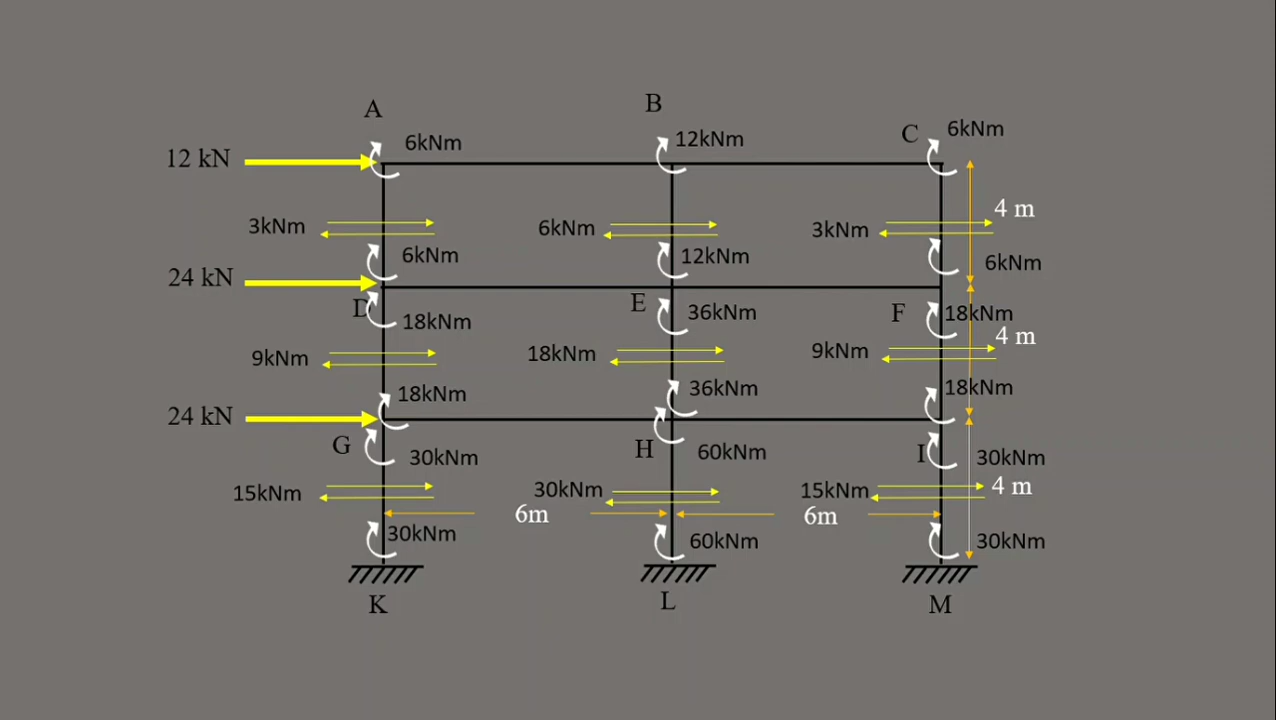 A
B
C
6kNm
6kNm
12kNm
12 kN
4 m
3kNm
6kNm
3kNm
6kNm
12kNm
6kNm
24 kN
D
E
F
18kNm
36kNm
18kNm
4 m
9kNm
18kNm
9kNm
18kNm
36kNm
18kNm
24 kN
G
H
I
30kNm
60kNm
30kNm
15kNm
30kNm
15kNm
4 m
6m
6m
30kNm
60kNm
30kNm
K
L
M